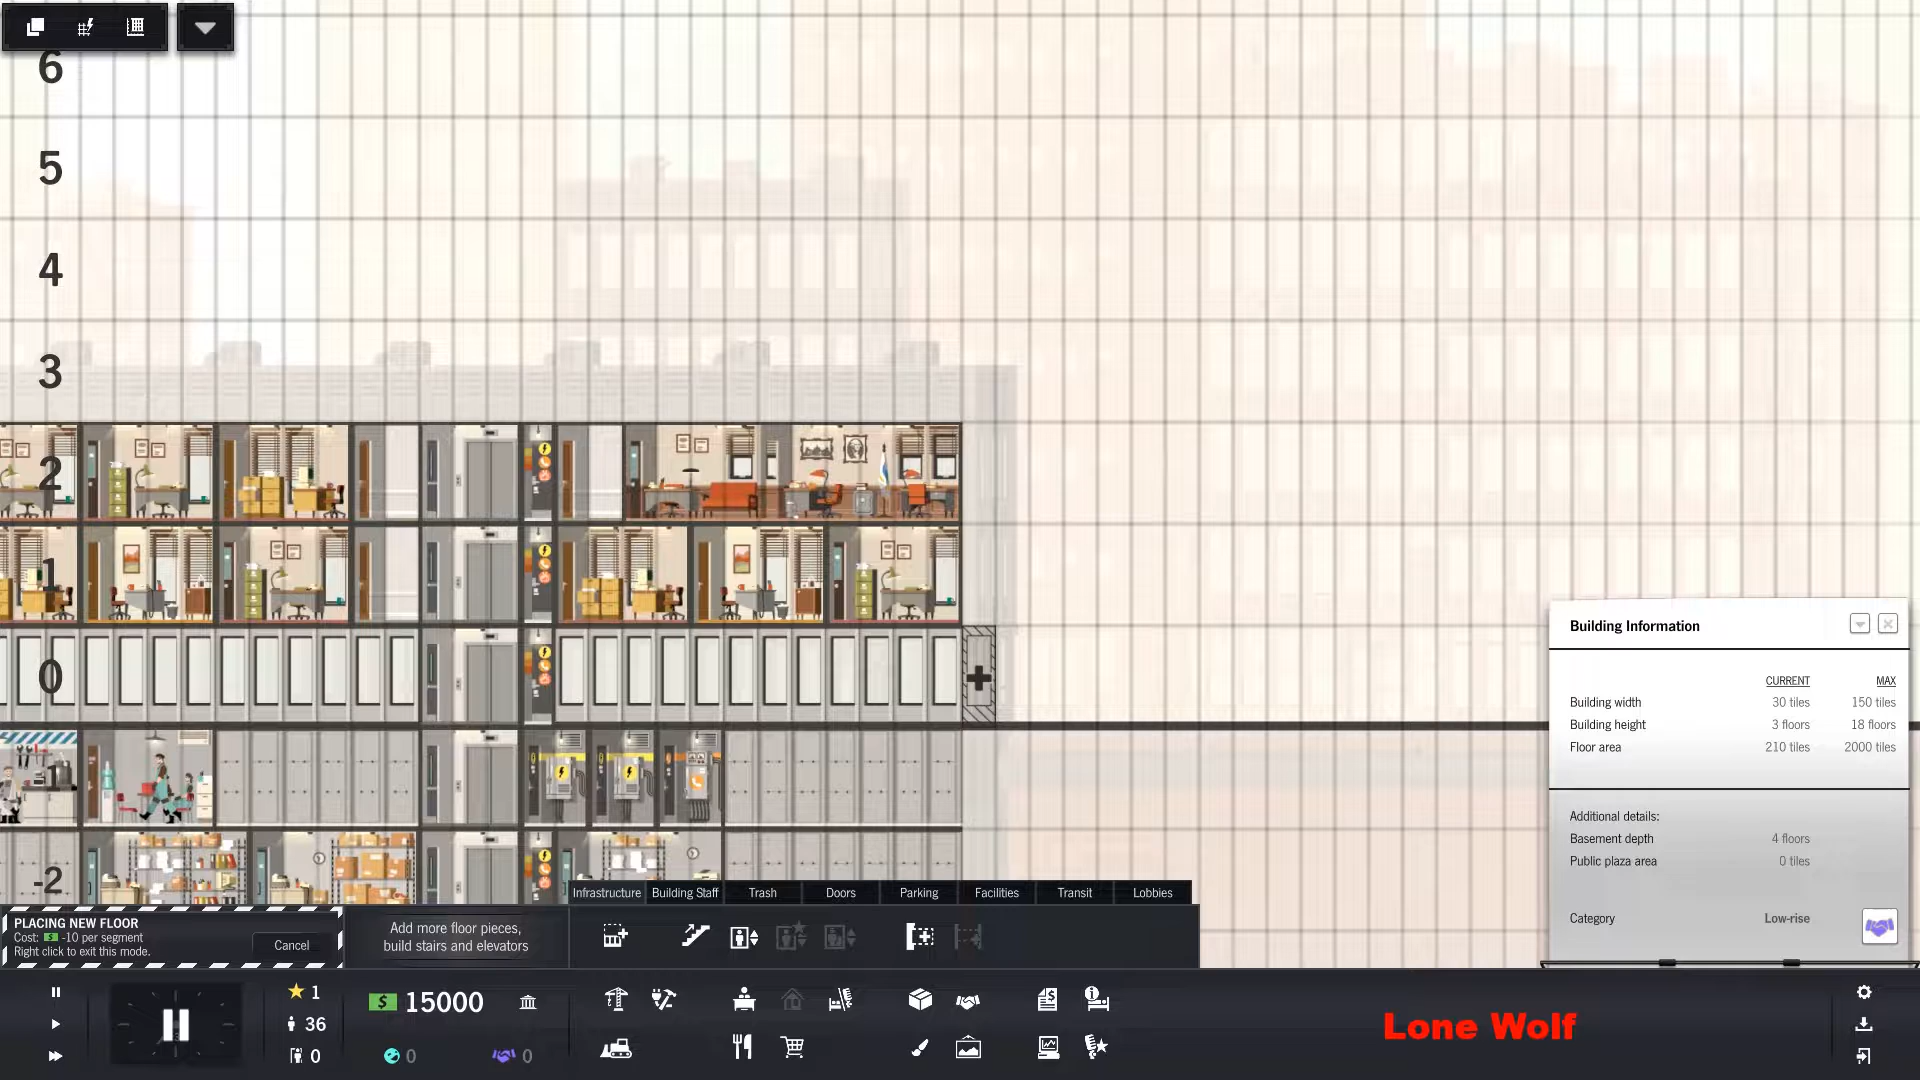 6
5
4
3
2
1
0
-2
Building Information
CURRENT MAX
Building width 30 tiles 150 tiles
Building height 3 floors 18 floors
Floor area 210 tiles 2000 tiles
Additional details:
Basement depth 4 floors
Public plaza area 0 tiles
Category Low-rise
Infrastructure Building Staff Trash Doors Parking Facilities Transit Lobbies
PLACING NEW FLOOR
Cost: $ -10 per segment
Right click to exit this mode.
Cancel
Add more floor pieces,
build stairs and elevators
1
36
0
$ 15000
0 0
Lone Wolf